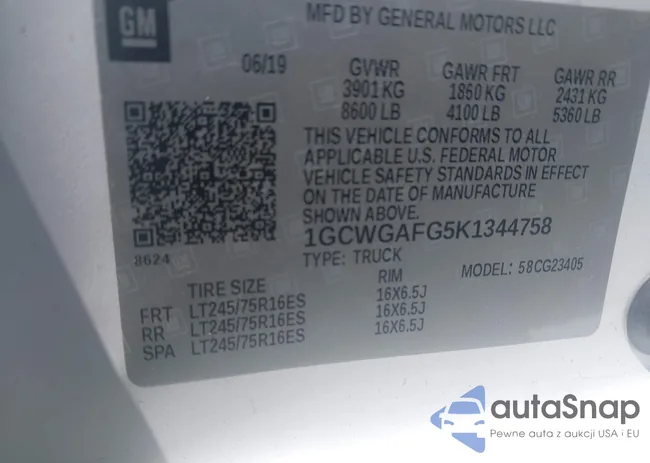 GM
MFD BY GENERAL MOTORS LLC
06/19
GVWR GAWR FRT GAWR RR
3901 KG 1860 KG 2431 KG
8600 LB 4100 LB 5360 LB
THIS VEHICLE CONFORMS TO ALL
APPLICABLE U.S. FEDERAL MOTOR
VEHICLE SAFETY STANDARDS IN EFFECT
ON THE DATE OF MANUFACTURE
SHOWN ABOVE.
8624
1GCWGAFG5K1344758
TYPE: TRUCK MODEL: 58CG23405
TIRE SIZE RIM
FRT LT245/75R16ES 16X6.5J
RR LT245/75R16ES 16X6.5J
SPA LT245/75R16ES 16X6.5J
autaSnap
Pewne auta z aukcji USA i EU